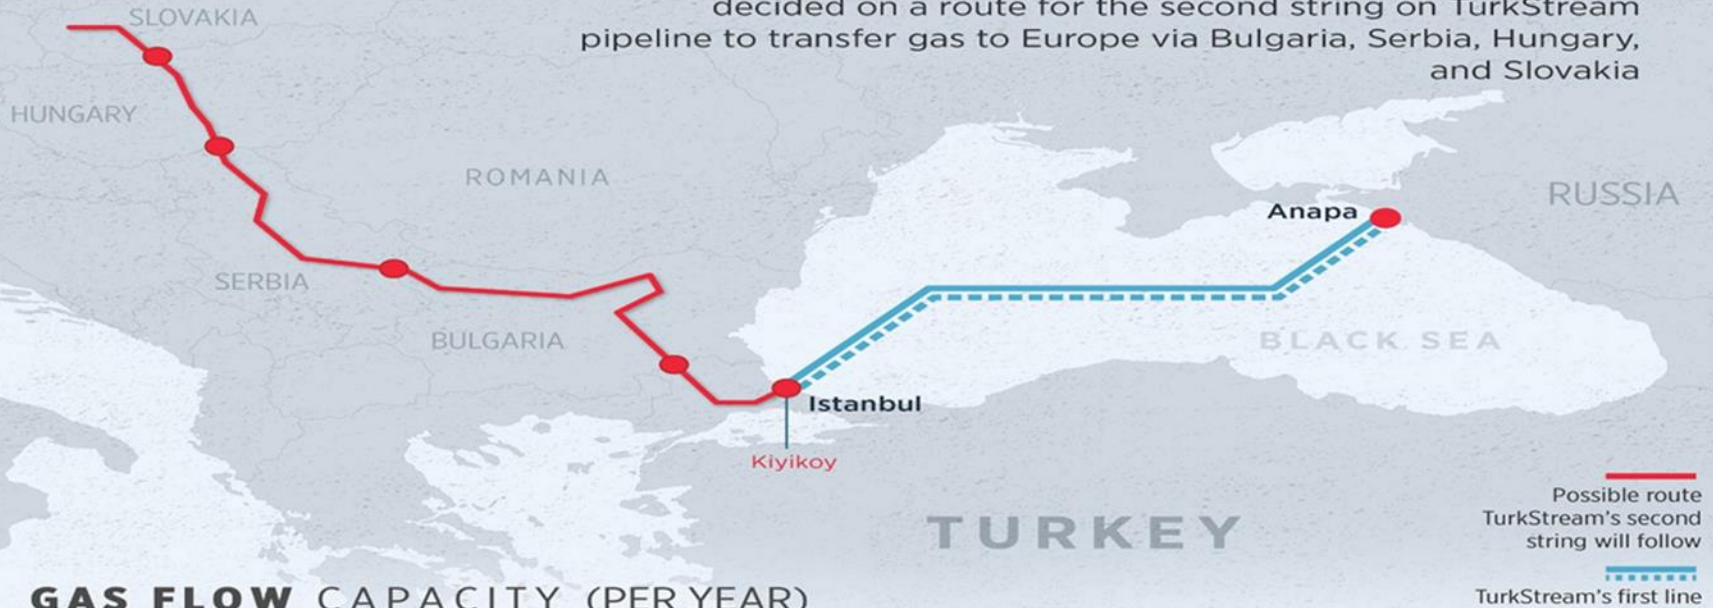 decided on a route for the second string on TurkStream
pipeline to transfer gas to Europe via Bulgaria, Serbia, Hungary,
and Slovakia
SLOVAKIA
HUNGARY
ROMANIA
RUSSIA
Anapa
SERBIA
BULGARIA
BLACK SEA
Istanbul
Kiyikoy
TURKEY
Possible route
TurkStream's second
string will follow
TurkStream's first line
GAS FLOW CAPACITY (PER YEAR)